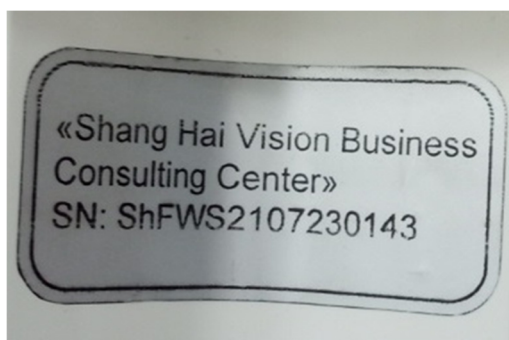 «Shang Hai Vision Business
Consulting Center»
SN: ShFWS2107230143